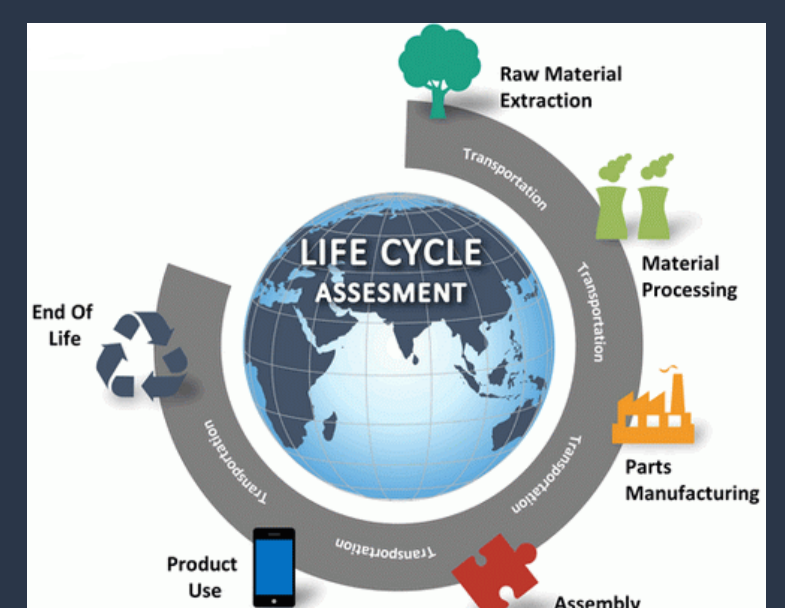 LIFE CYCLE
ASSESMENT
Raw Material
Extraction
Transportation
Material
Processing
Transportation
Parts
Manufacturing
Transportation
Assembly
Transportation
Product
Use
Transportation
End Of
Life